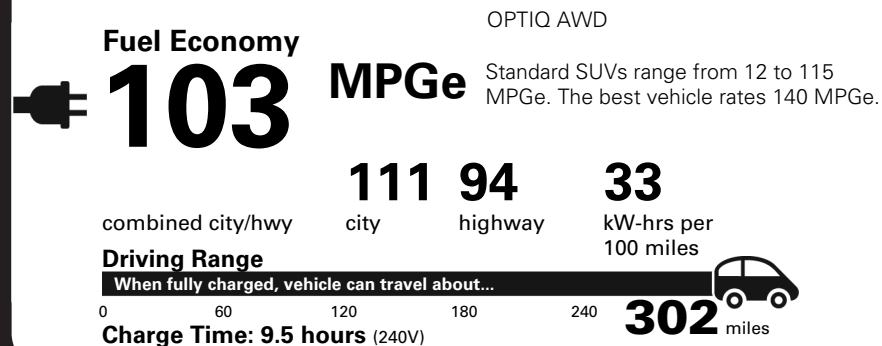 OPTIQ AWD
Fuel Economy
103
MPGe
Standard SUVs range from 12 to 115
MPGe. The best vehicle rates 140 MPGe.
111 94 33
combined city/hwy city highway kW-hrs per
100 miles
Driving Range
When fully charged, vehicle can travel about...
0 60 120 180 240 302 miles
Charge Time: 9.5 hours (240V)